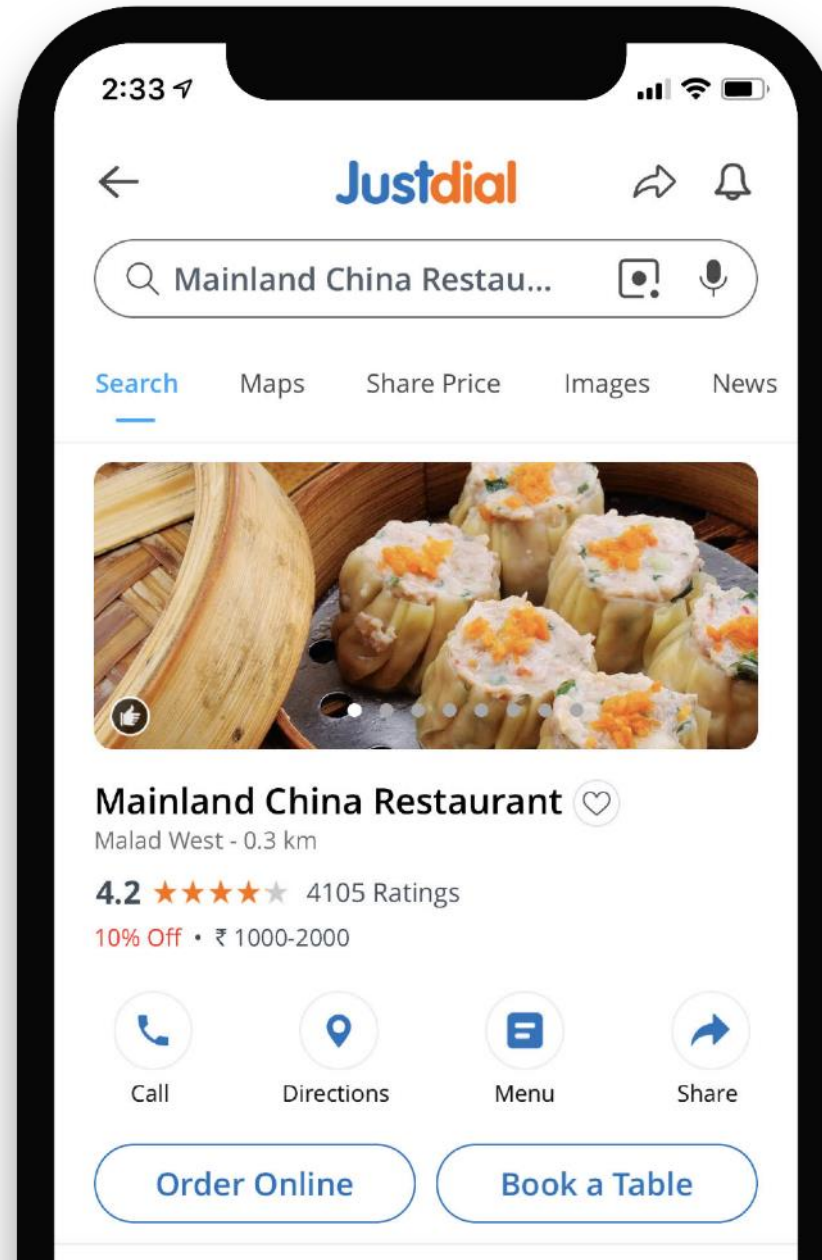 2:33
Justdial
Mainland China Restau...
Search Maps Share Price Images News
Mainland China Restaurant
Malad West - 0.3 km
4.2 4105 Ratings
10% Off • ₹ 1000-2000
Call Directions Menu Share
Order Online Book a Table